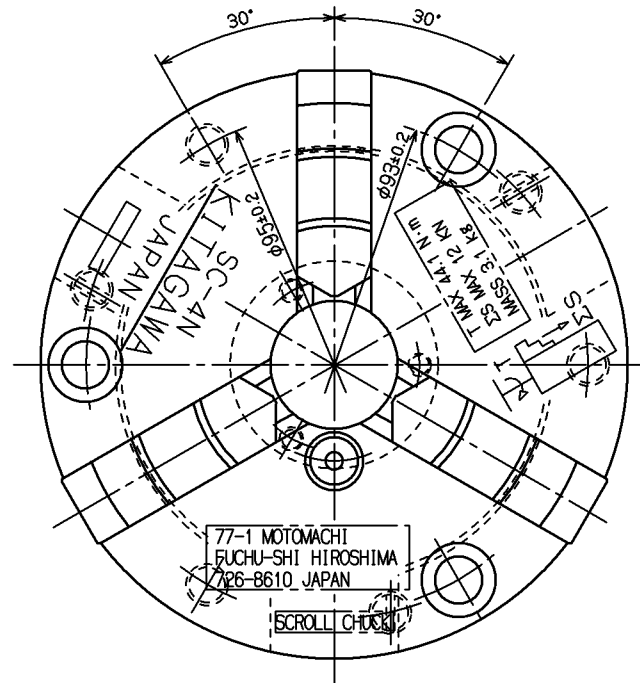 30°
30°
Φ95±0.2
Φ93±0.2
SC-4N
KITAGAWA
JAPAN
T MAX 44.1 N·m
ΣS MAX 12 KN
MASS 3.1 kg
ΣS
T
77-1 MOTOMACHI
FUCHU-SHI HIROSHIMA
726-8610 JAPAN
SCROLL CHUCK